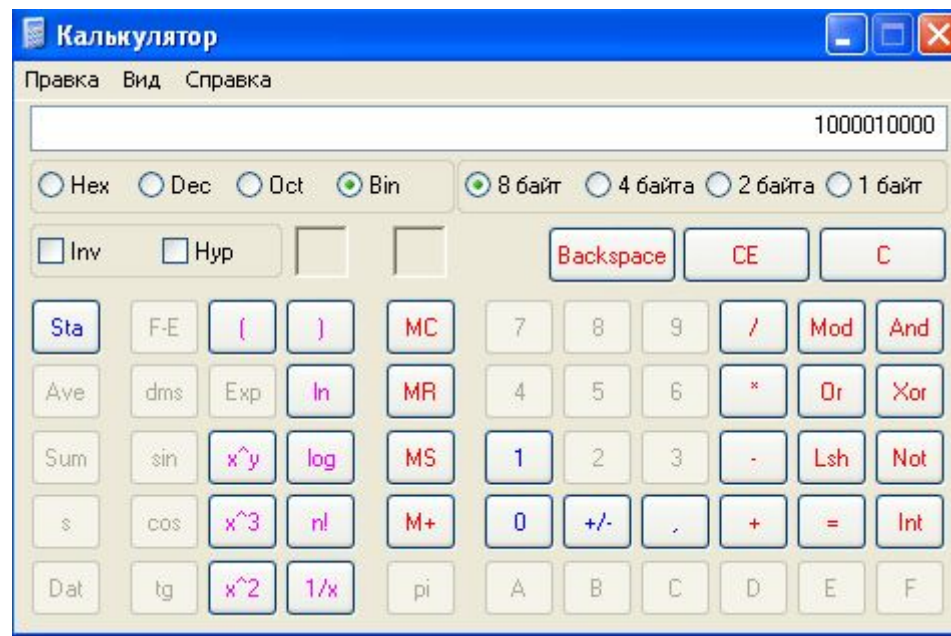 Калькулятор
Правка Вид Справка
1000010000
Hex Dec Oct Bin 8 байт 4 байта 2 байта 1 байт
Inv Hyp Backspace CE C
Sta F-E ( ) MC 7 8 9 / Mod And
Ave dms Exp ln MR 4 5 6 * Or Xor
Sum sin x^y log MS 1 2 3 - Lsh Not
s cos x^3 n! M+ 0 +/- , + = Int
Dat tg x^2 1/x pi A B C D E F